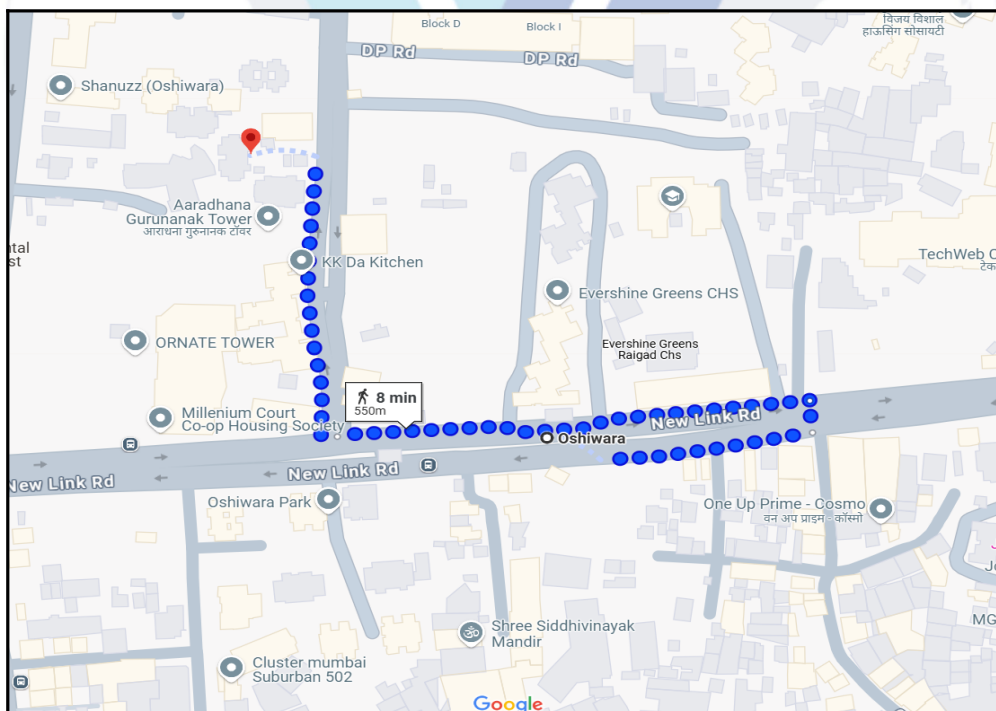 Block D
Block I
विजय विशाल
हाऊसिंग सोसायटी
DP Rd
DP Rd
Shanuzz (Oshiwara)
Aaradhana
Gurunanak Tower
आराधना गुरुनानक टॉवर
KK Da Kitchen
TechWeb C
Evershine Greens CHS
Evershine Greens
Raigad Chs
ORNATE TOWER
8 min
550m
Millenium Court
Co-op Housing Society
New Link Rd
Oshiwara
New Link Rd
New Link Rd
Oshiwara Park
One Up Prime - Cosmo
वन अप प्राइम - कॉस्मो
Shree Siddhivinayak
Mandir
MG
Cluster mumbai
Suburban 502
Google